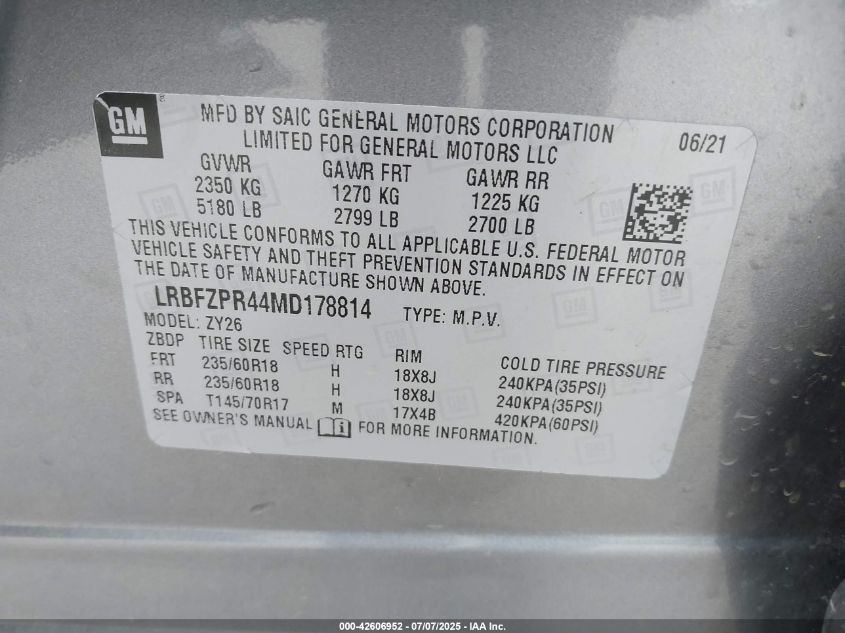 GM
MFD BY SAIC GENERAL MOTORS CORPORATION
LIMITED FOR GENERAL MOTORS LLC
06/21
GVWR GAWR FRT GAWR RR
2350 KG 1270 KG 1225 KG
5180 LB 2799 LB 2700 LB
THIS VEHICLE CONFORMS TO ALL APPLICABLE U.S. FEDERAL MOTOR
VEHICLE SAFETY AND THEFT PREVENTION STANDARDS IN EFFECT ON
THE DATE OF MANUFACTURE SHOWN ABOVE.
LRBFZPR44MD178814 TYPE: M.P.V.
MODEL: ZY26
ZBDP TIRE SIZE SPEED RTG RIM COLD TIRE PRESSURE
FRT 235/60R18 H 18X8J 240KPA(35PSI)
RR 235/60R18 H 18X8J 240KPA(35PSI)
SPA T145/70R17 M 17X4B 420KPA(60PSI)
SEE OWNER'S MANUAL i FOR MORE INFORMATION.
000-42606952 - 07/07/2025 - IAA Inc.